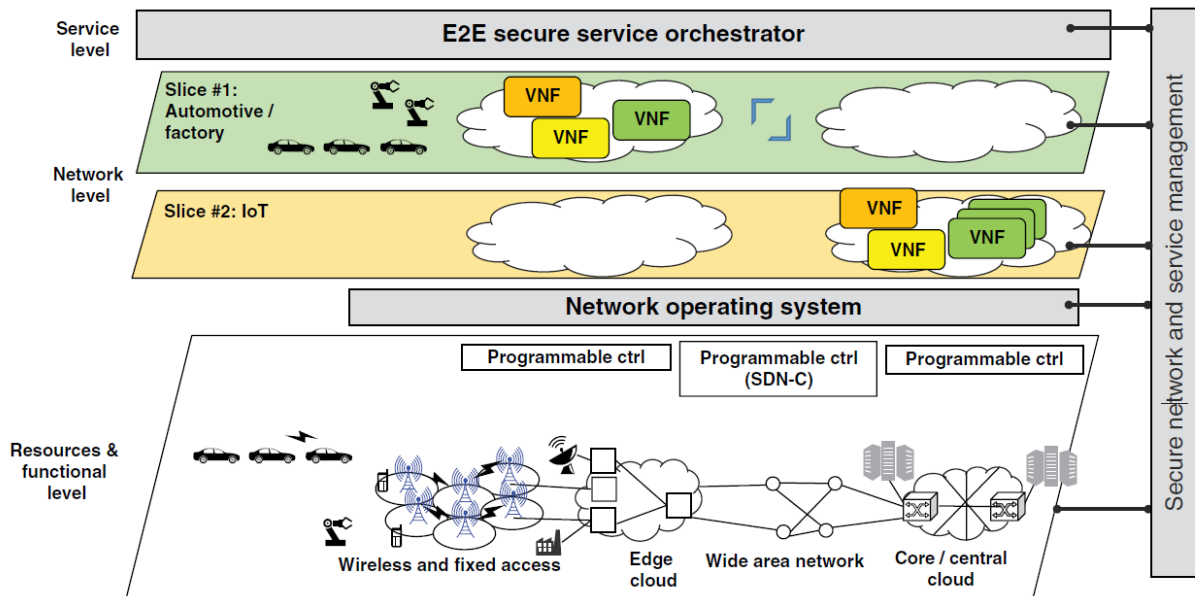 Service
level
E2E secure service orchestrator
Slice #1:
Automotive /
factory
VNF
VNF
VNF
Network
level
Slice #2: IoT
VNF
VNF
VNF
Network operating system
Programmable ctrl
Programmable ctrl
(SDN-C)
Programmable ctrl
Resources &
functional
level
Wireless and fixed access
Edge
cloud
Wide area network
Core / central
cloud
Secure network and service management